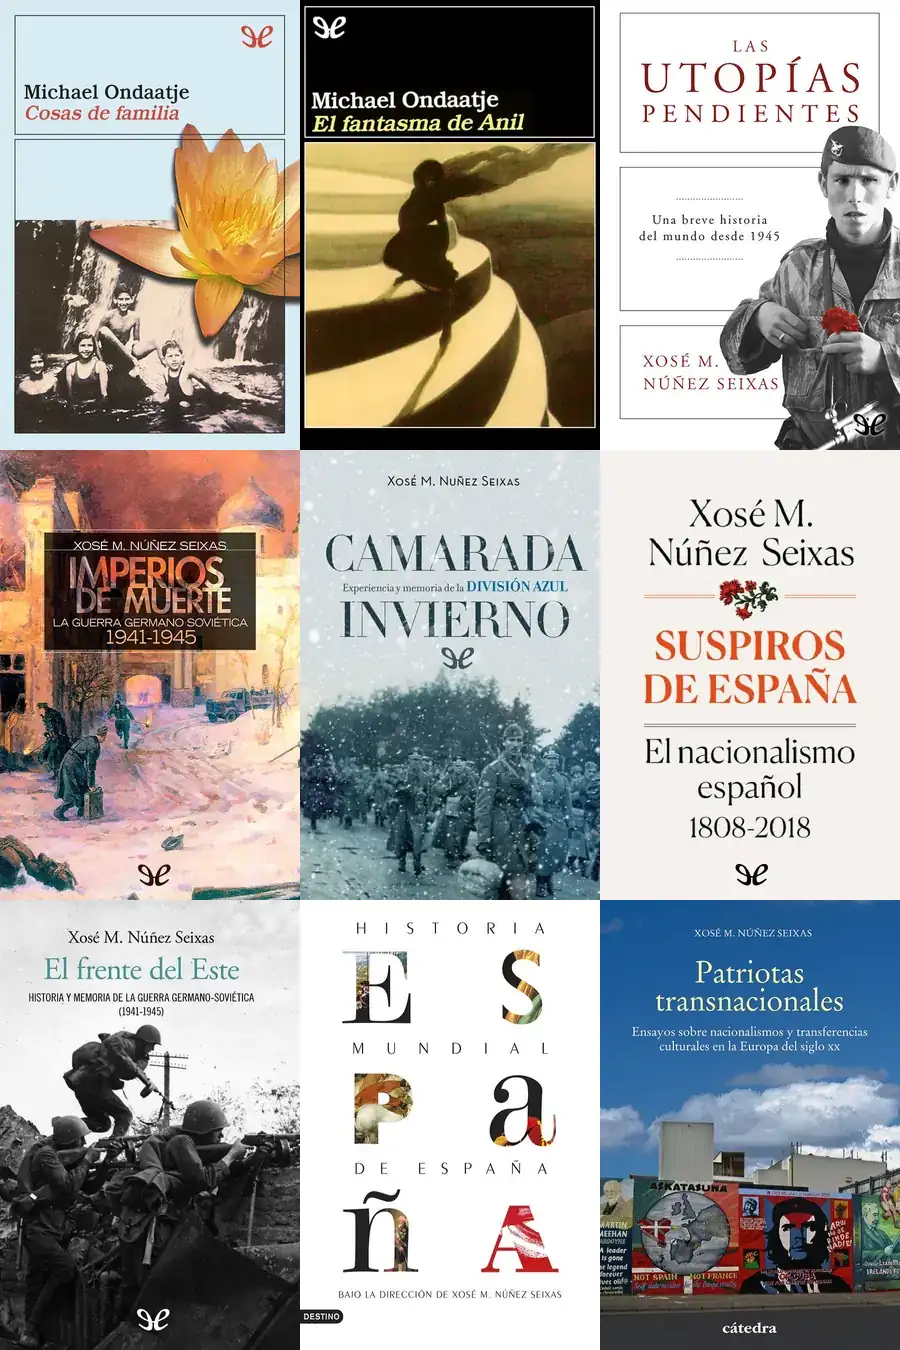 Michael Ondaatje
Cosas de familia
Michael Ondaatje
El fantasma de Anil
LAS
UTOPÍAS
PENDIENTES
Una breve historia
del mundo desde 1945
XOSÉ M.
NÚÑEZ SEIXAS
XOSÉ M. NÚÑEZ SEIXAS
IMPERIOS
DE MUERTE
LA GUERRA GERMANO SOVIÉTICA
1941-1945
XOSÉ M. NUÑEZ SEIXAS
CAMARADA
Experiencia y memoria de la DIVISIÓN AZUL
INVIERNO
Xosé M.
Núñez Seixas
SUSPIROS
DE ESPAÑA
El nacionalismo
español
1808-2018
Xosé M. Núñez Seixas
El frente del Este
HISTORIA Y MEMORIA DE LA GUERRA GERMANO-SOVIÉTICA
(1941-1945)
HISTORIA
ES
MUNDIAL
Pa
DE ESPAÑA
ñA
BAJO LA DIRECCIÓN DE XOSÉ M. NÚÑEZ SEIXAS
DESTINO
XOSÉ M. NÚÑEZ SEIXAS
Patriotas
transnacionales
Ensayos sobre nacionalismos y transferencias
culturales en la Europa del siglo XX
ASKATASUNA
MARTIN
MEEHAN
A leader
NOT SPAIN NOT FRANCE
cátedra